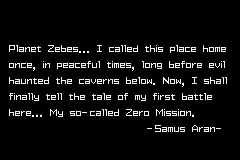 Planet Zebes... I called this place home
once, in peaceful times, long before evil
haunted the caverns below. Now, I shall
finally tell the tale of my first battle
here... My so-called Zero Mission.
-Samus Aran-